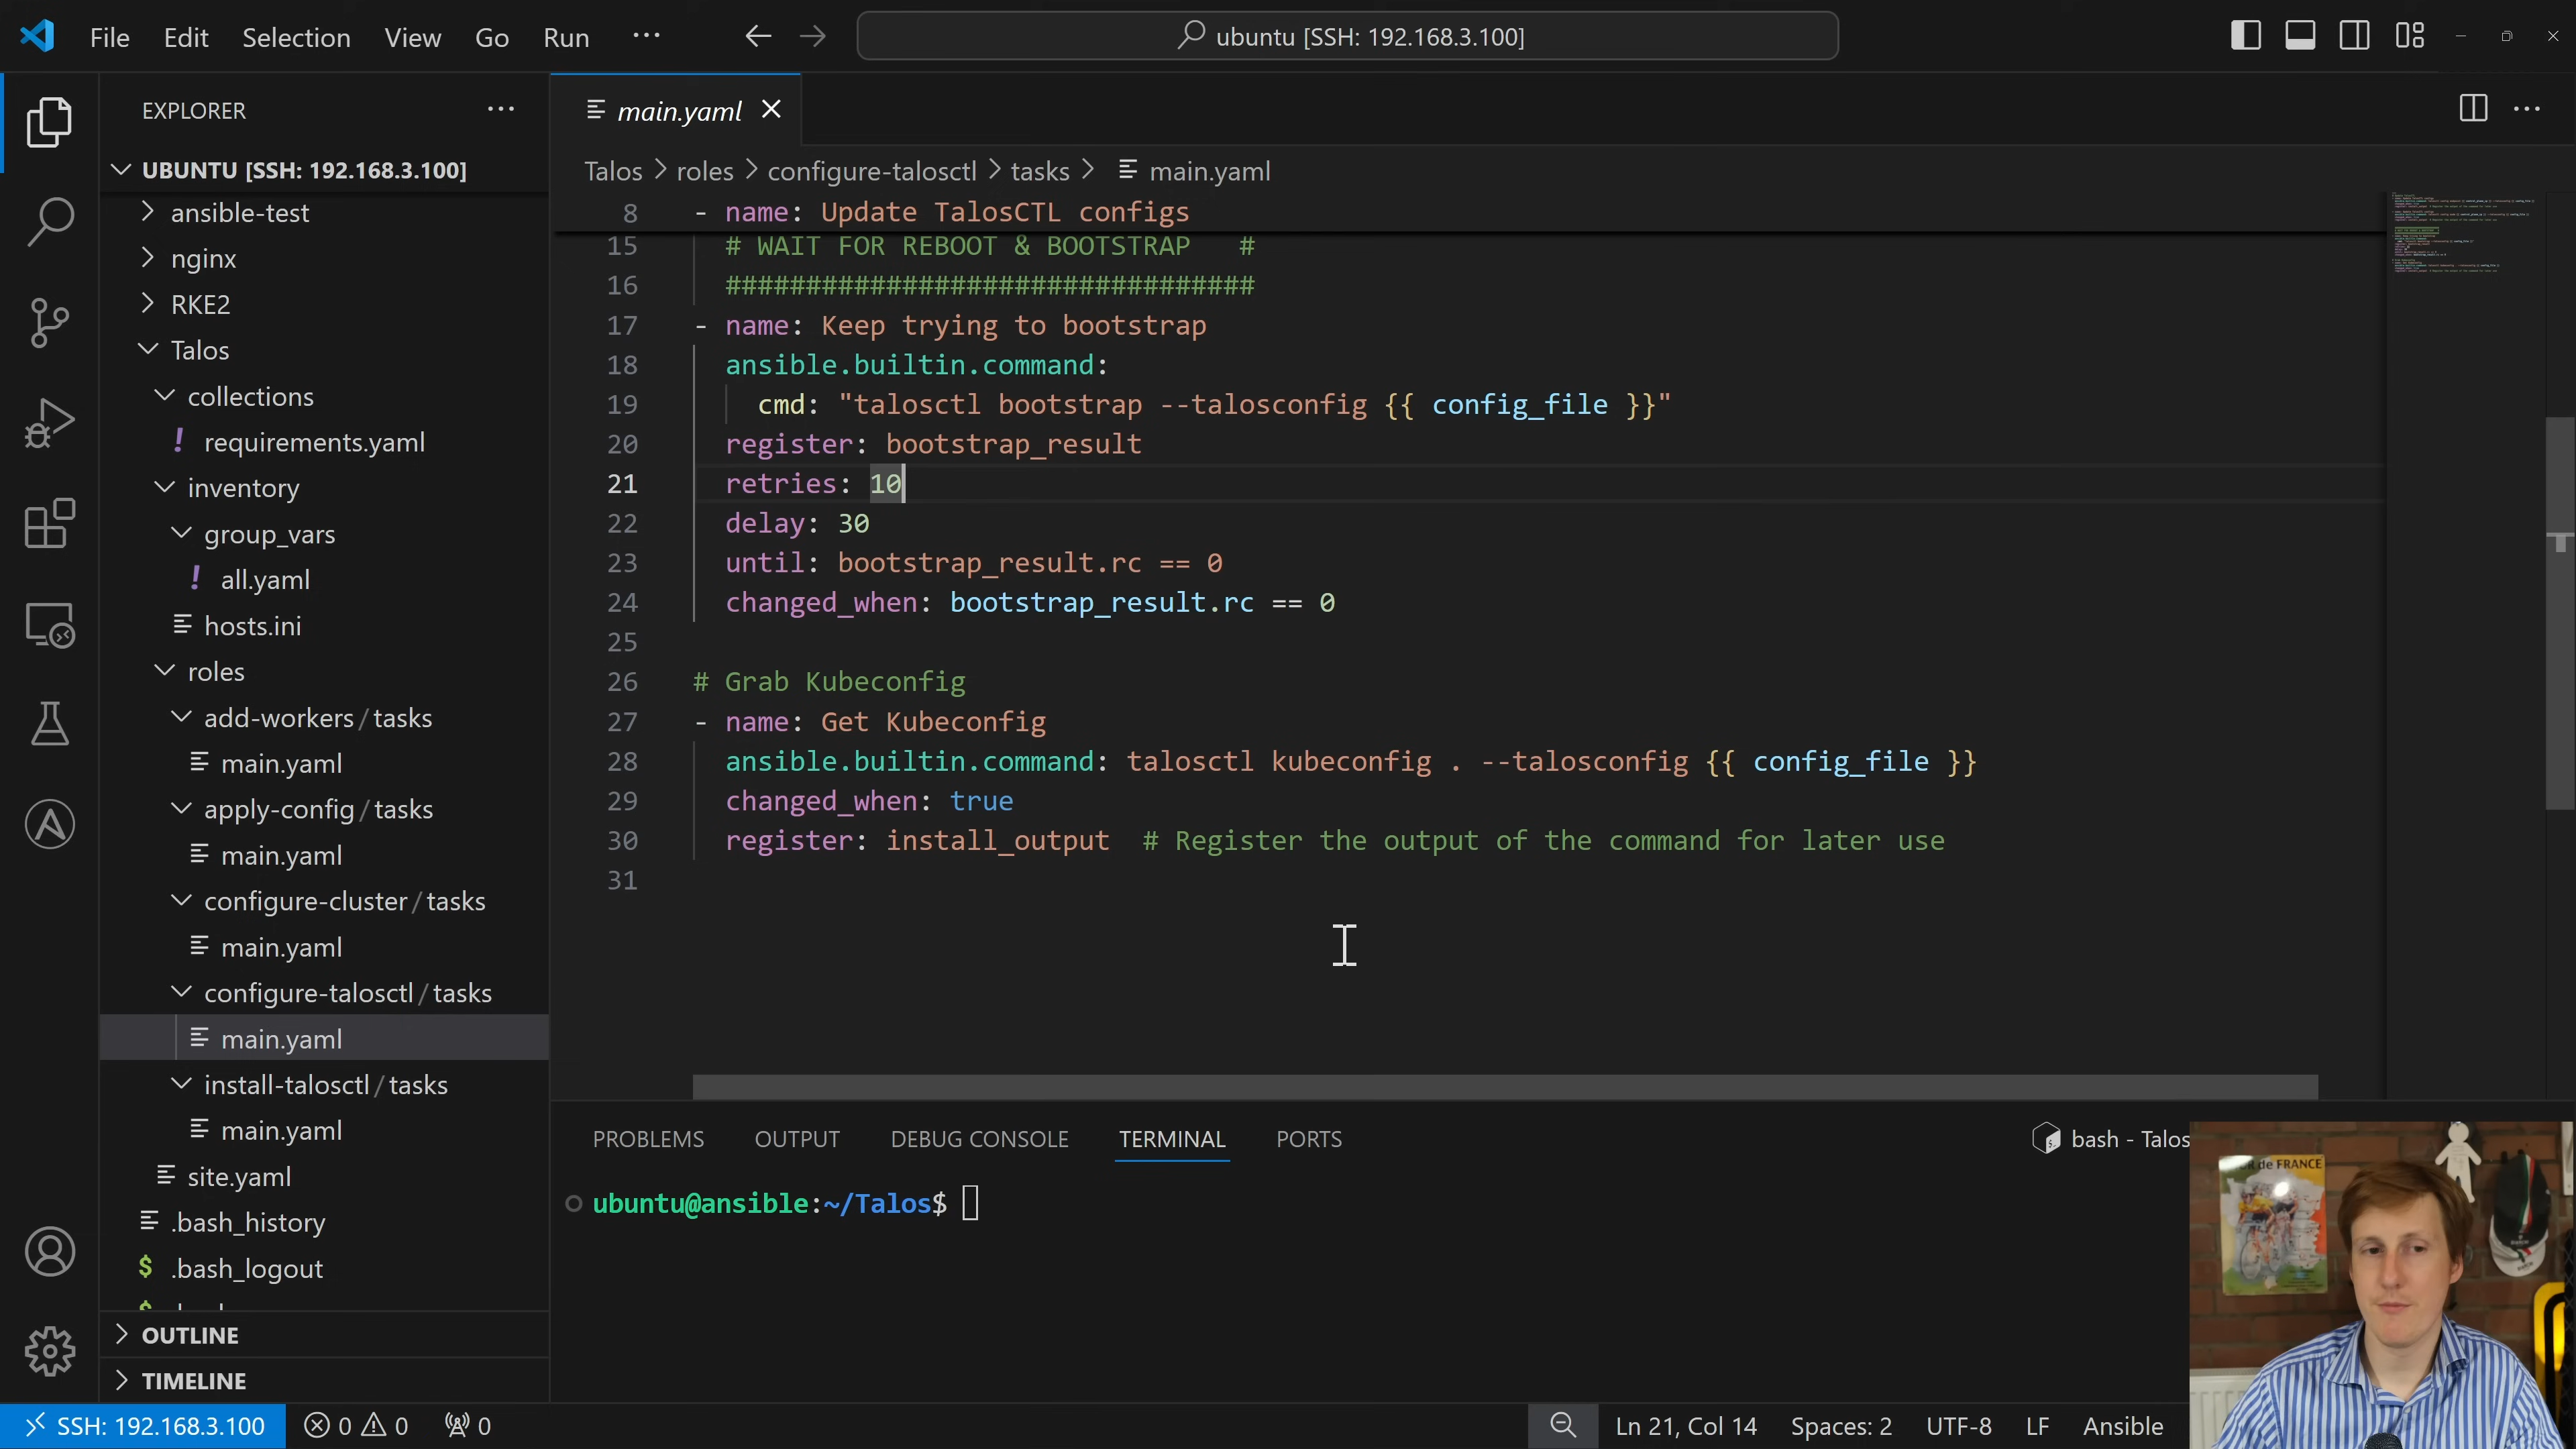 File Edit Selection View Go Run ··· ubuntu [SSH: 192.168.3.100]
EXPLORER ···
UBUNTU [SSH: 192.168.3.100]
ansible-test
nginx
RKE2
Talos
collections
! requirements.yaml
inventory
group_vars
! all.yaml
hosts.ini
roles
add-workers/tasks
main.yaml
apply-config/tasks
main.yaml
configure-cluster/tasks
main.yaml
configure-talosctl/tasks
main.yaml
install-talosctl/tasks
main.yaml
site.yaml
.bash_history
$ .bash_logout
OUTLINE
TIMELINE
main.yaml
Talos > roles > configure-talosctl > tasks > main.yaml
8 - name: Update TalosCTL configs
15 # WAIT FOR REBOOT & BOOTSTRAP #
16 #################################
17 - name: Keep trying to bootstrap
18 ansible.builtin.command:
19 cmd: "talosctl bootstrap --talosconfig {{ config_file }}"
20 register: bootstrap_result
21 retries: 10
22 delay: 30
23 until: bootstrap_result.rc == 0
24 changed_when: bootstrap_result.rc == 0
25
26 # Grab Kubeconfig
27 - name: Get Kubeconfig
28 ansible.builtin.command: talosctl kubeconfig . --talosconfig {{ config_file }}
29 changed_when: true
30 register: install_output # Register the output of the command for later use
31
PROBLEMS OUTPUT DEBUG CONSOLE TERMINAL PORTS bash - Talos
ubuntu@ansible:~/Talos$
DE FRANCE
SSH: 192.168.3.100 0 0 0 Ln 21, Col 14 Spaces: 2 UTF-8 LF Ansible